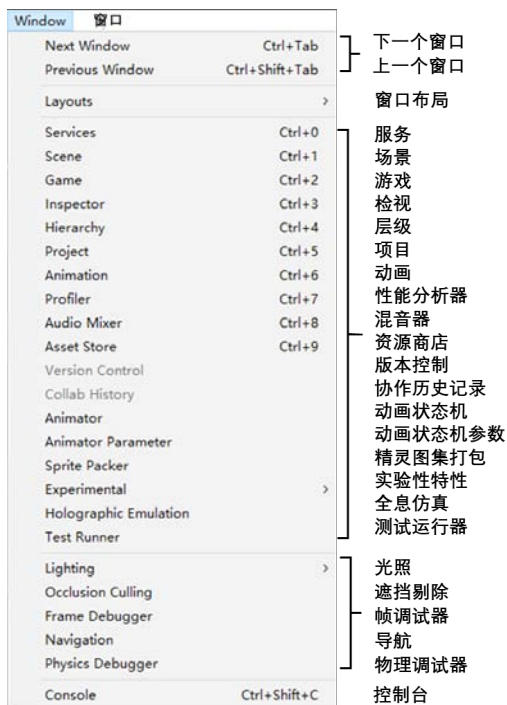 Window 窗口
Next Window Ctrl+Tab 下一个窗口
Previous Window Ctrl+Shift+Tab 上一个窗口
Layouts > 窗口布局
Services Ctrl+0 服务
Scene Ctrl+1 场景
Game Ctrl+2 游戏
Inspector Ctrl+3 检视
Hierarchy Ctrl+4 层级
Project Ctrl+5 项目
Animation Ctrl+6 动画
Profiler Ctrl+7 性能分析器
Audio Mixer Ctrl+8 混音器
Asset Store Ctrl+9 资源商店
Version Control 版本控制
Collab History 协作历史记录
Animator 动画状态机
Animator Parameter 动画状态机参数
Sprite Packer 精灵图集打包
Experimental > 实验性特性
Holographic Emulation 全息仿真
Test Runner 测试运行器
Lighting > 光照
Occlusion Culling 遮挡剔除
Frame Debugger 帧调试器
Navigation 导航
Physics Debugger 物理调试器
Console Ctrl+Shift+C 控制台